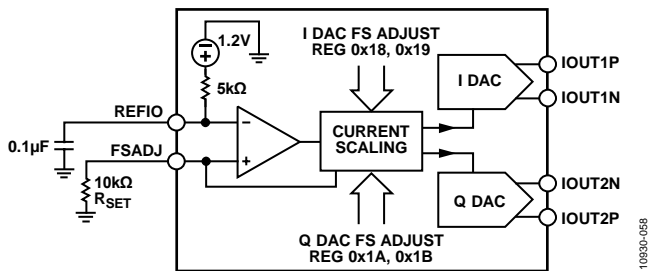 1.2V
I DAC FS ADJUST
REG 0x18, 0x19
5kΩ
REFIO
0.1µF
FSADJ
10kΩ
RSET
–
+
CURRENT
SCALING
I DAC
IOUT1P
IOUT1N
Q DAC
IOUT2N
IOUT2P
Q DAC FS ADJUST
REG 0x1A, 0x1B
10930-058